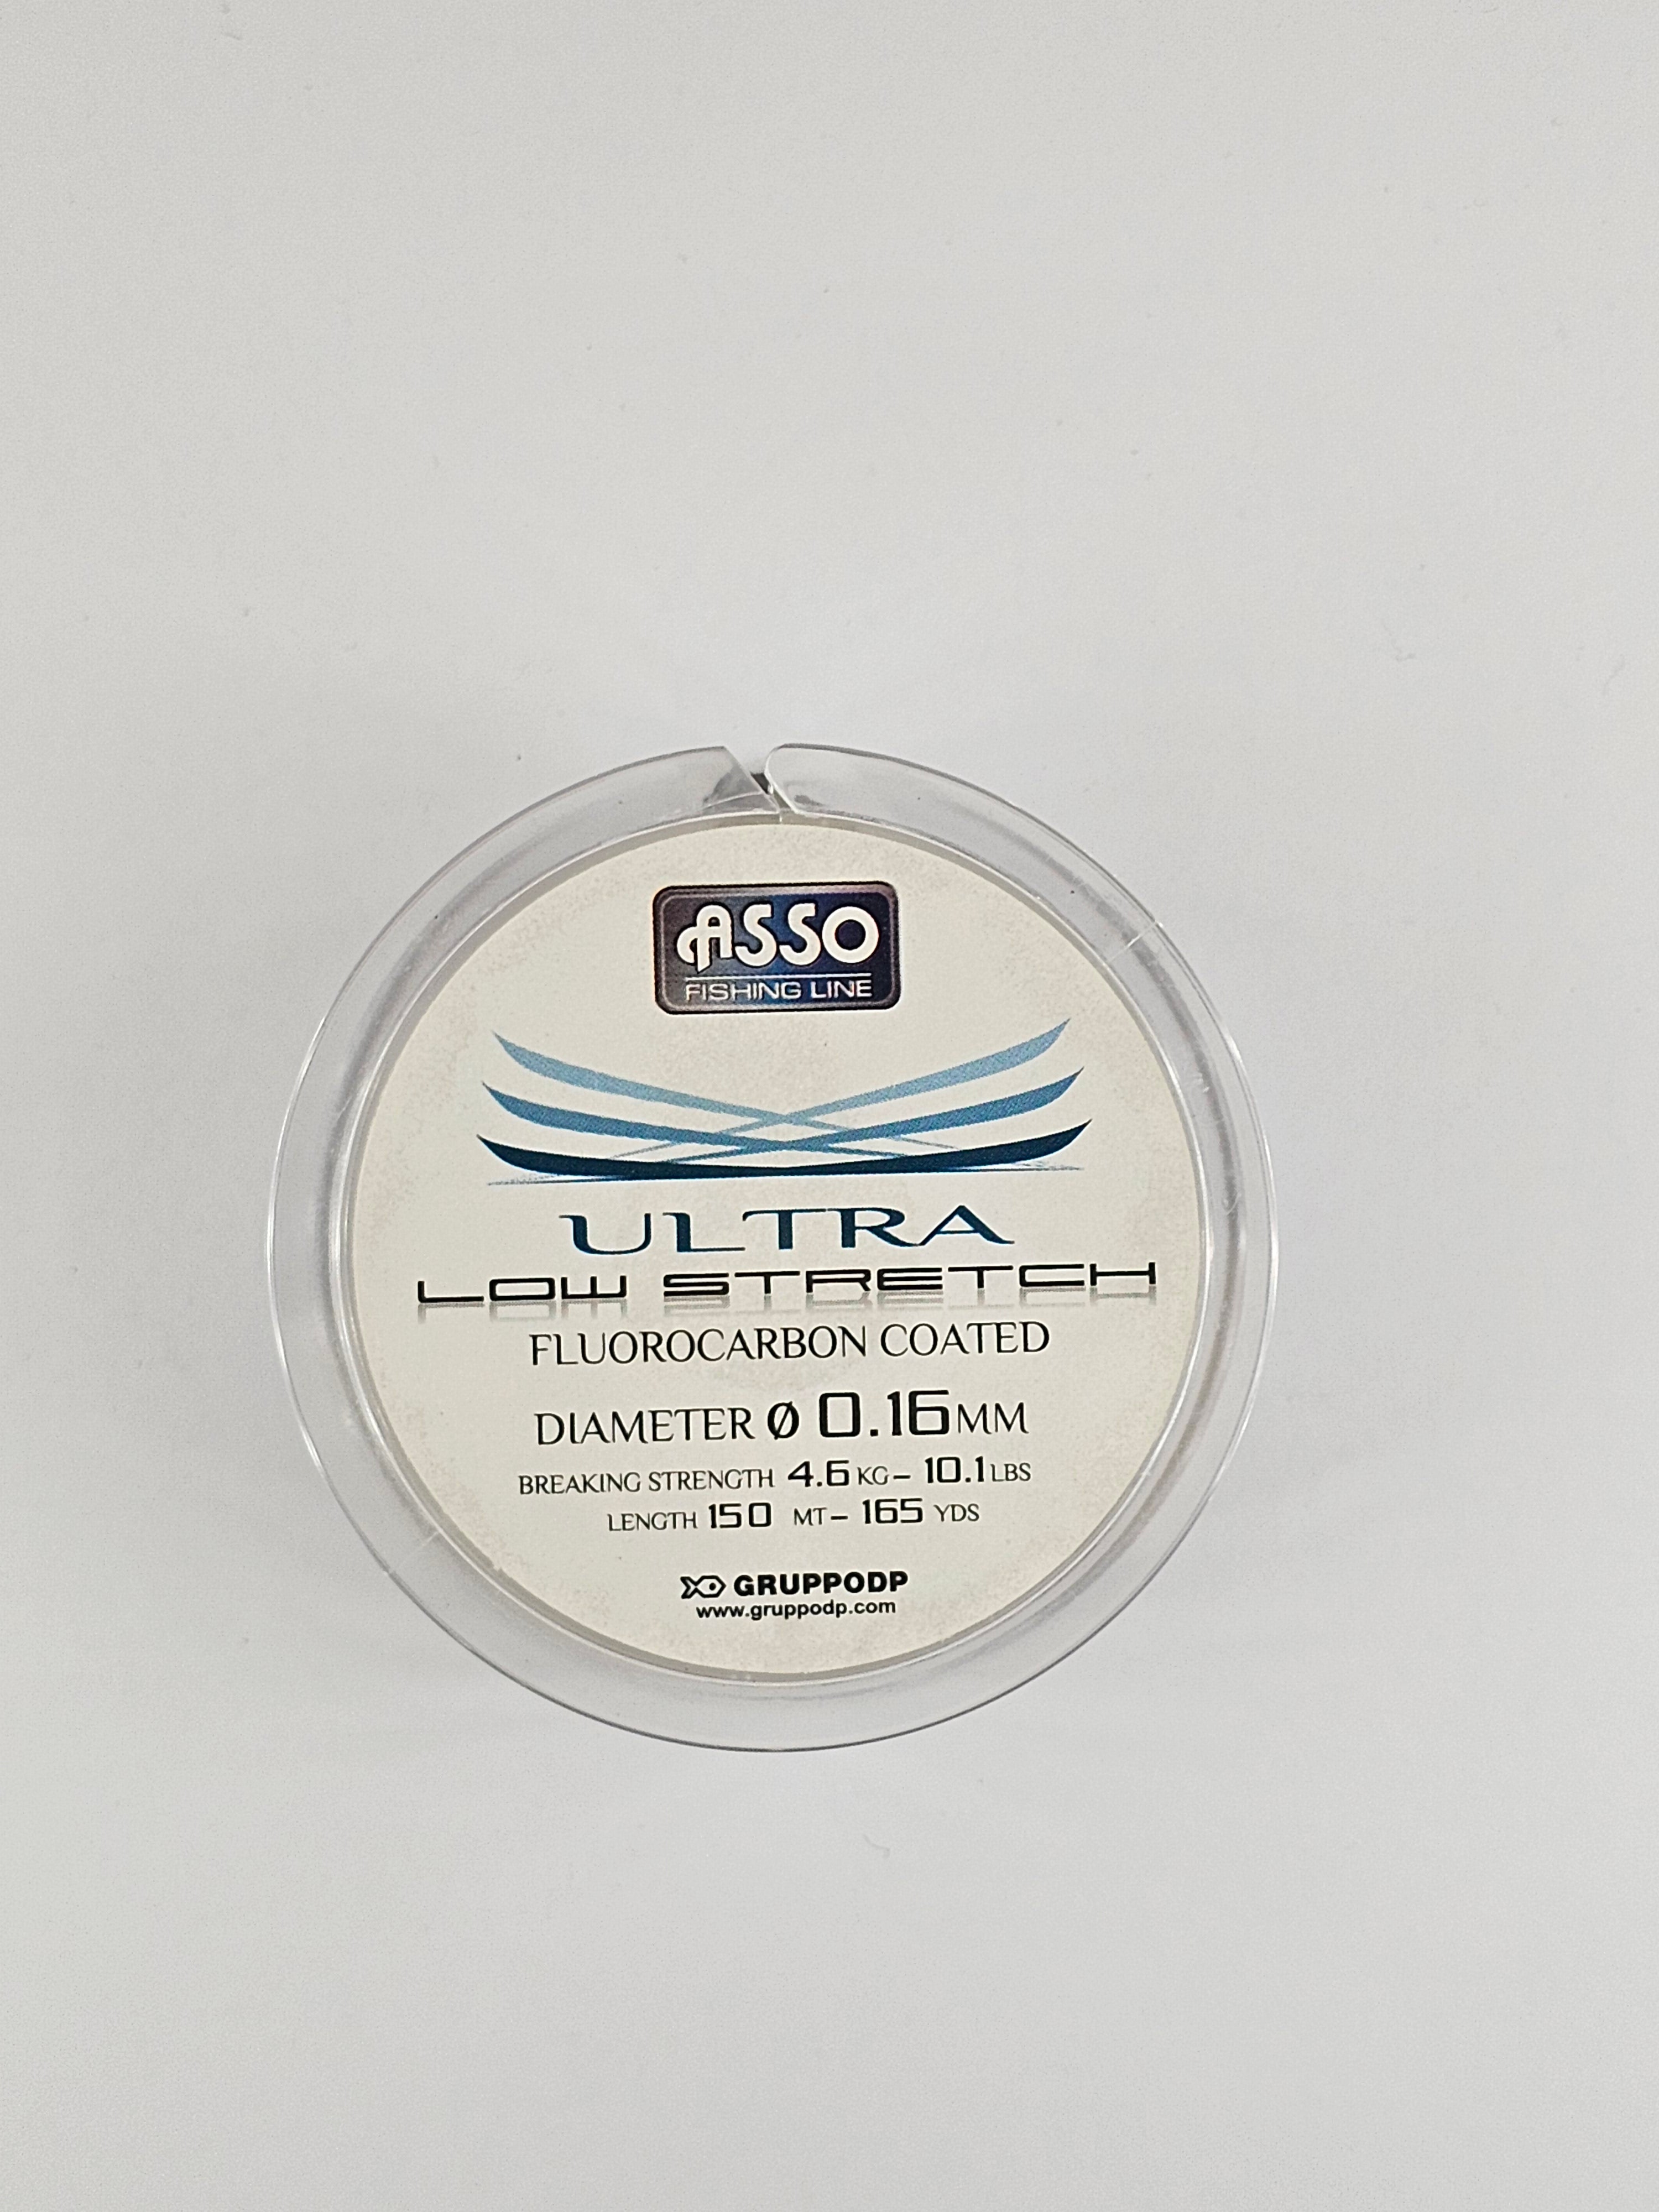 ASSO
FISHING LINE
ULTRA
LOW STRETCH
FLUOROCARBON COATED
DIAMETER Ø 0.16MM
BREAKING STRENGTH 4.6 KG – 10.1 LBS
LENGTH 150 MT – 165 YDS
GRUPPODP
www.gruppodp.com